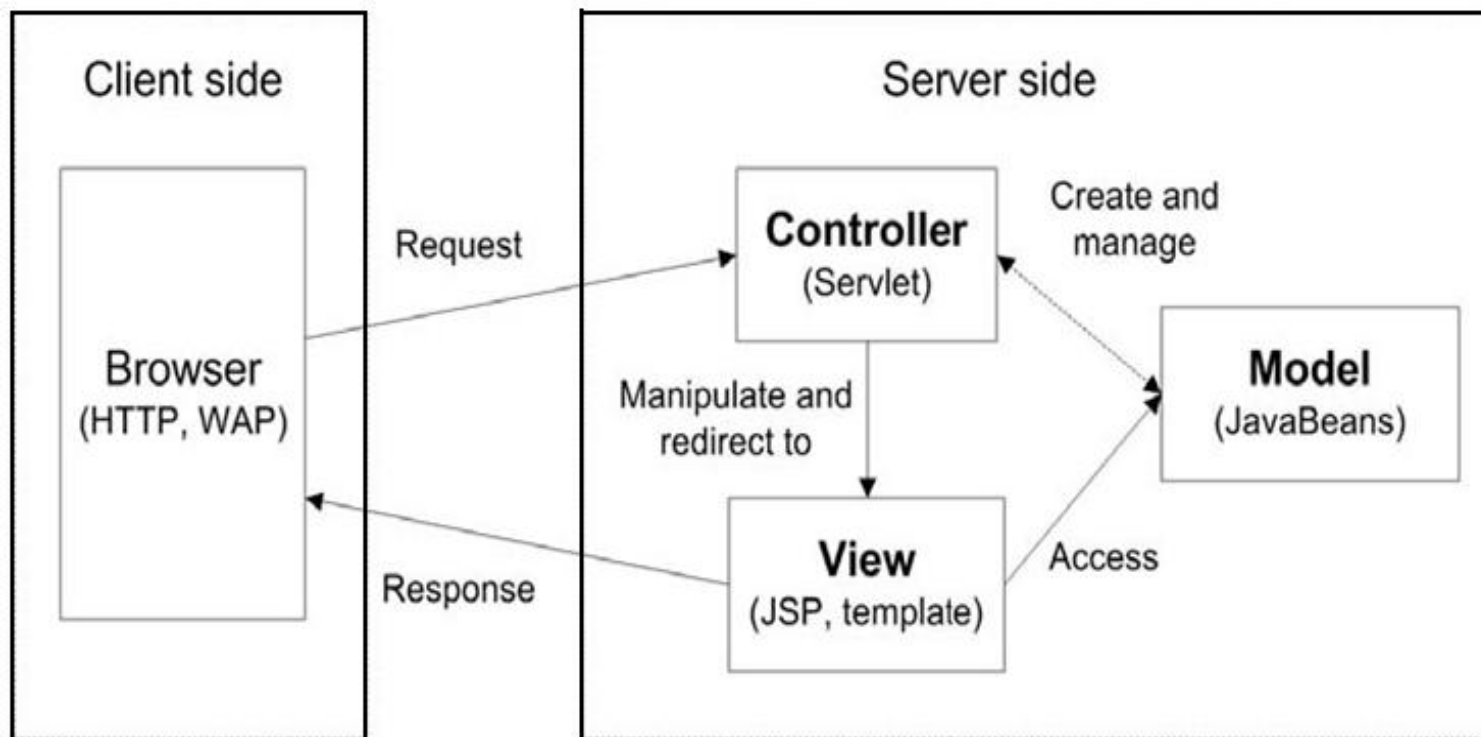 Client side
Server side
Browser
(HTTP, WAP)
Request
Response
Controller
(Servlet)
Create and
manage
Manipulate and
redirect to
Model
(JavaBeans)
View
(JSP, template)
Access